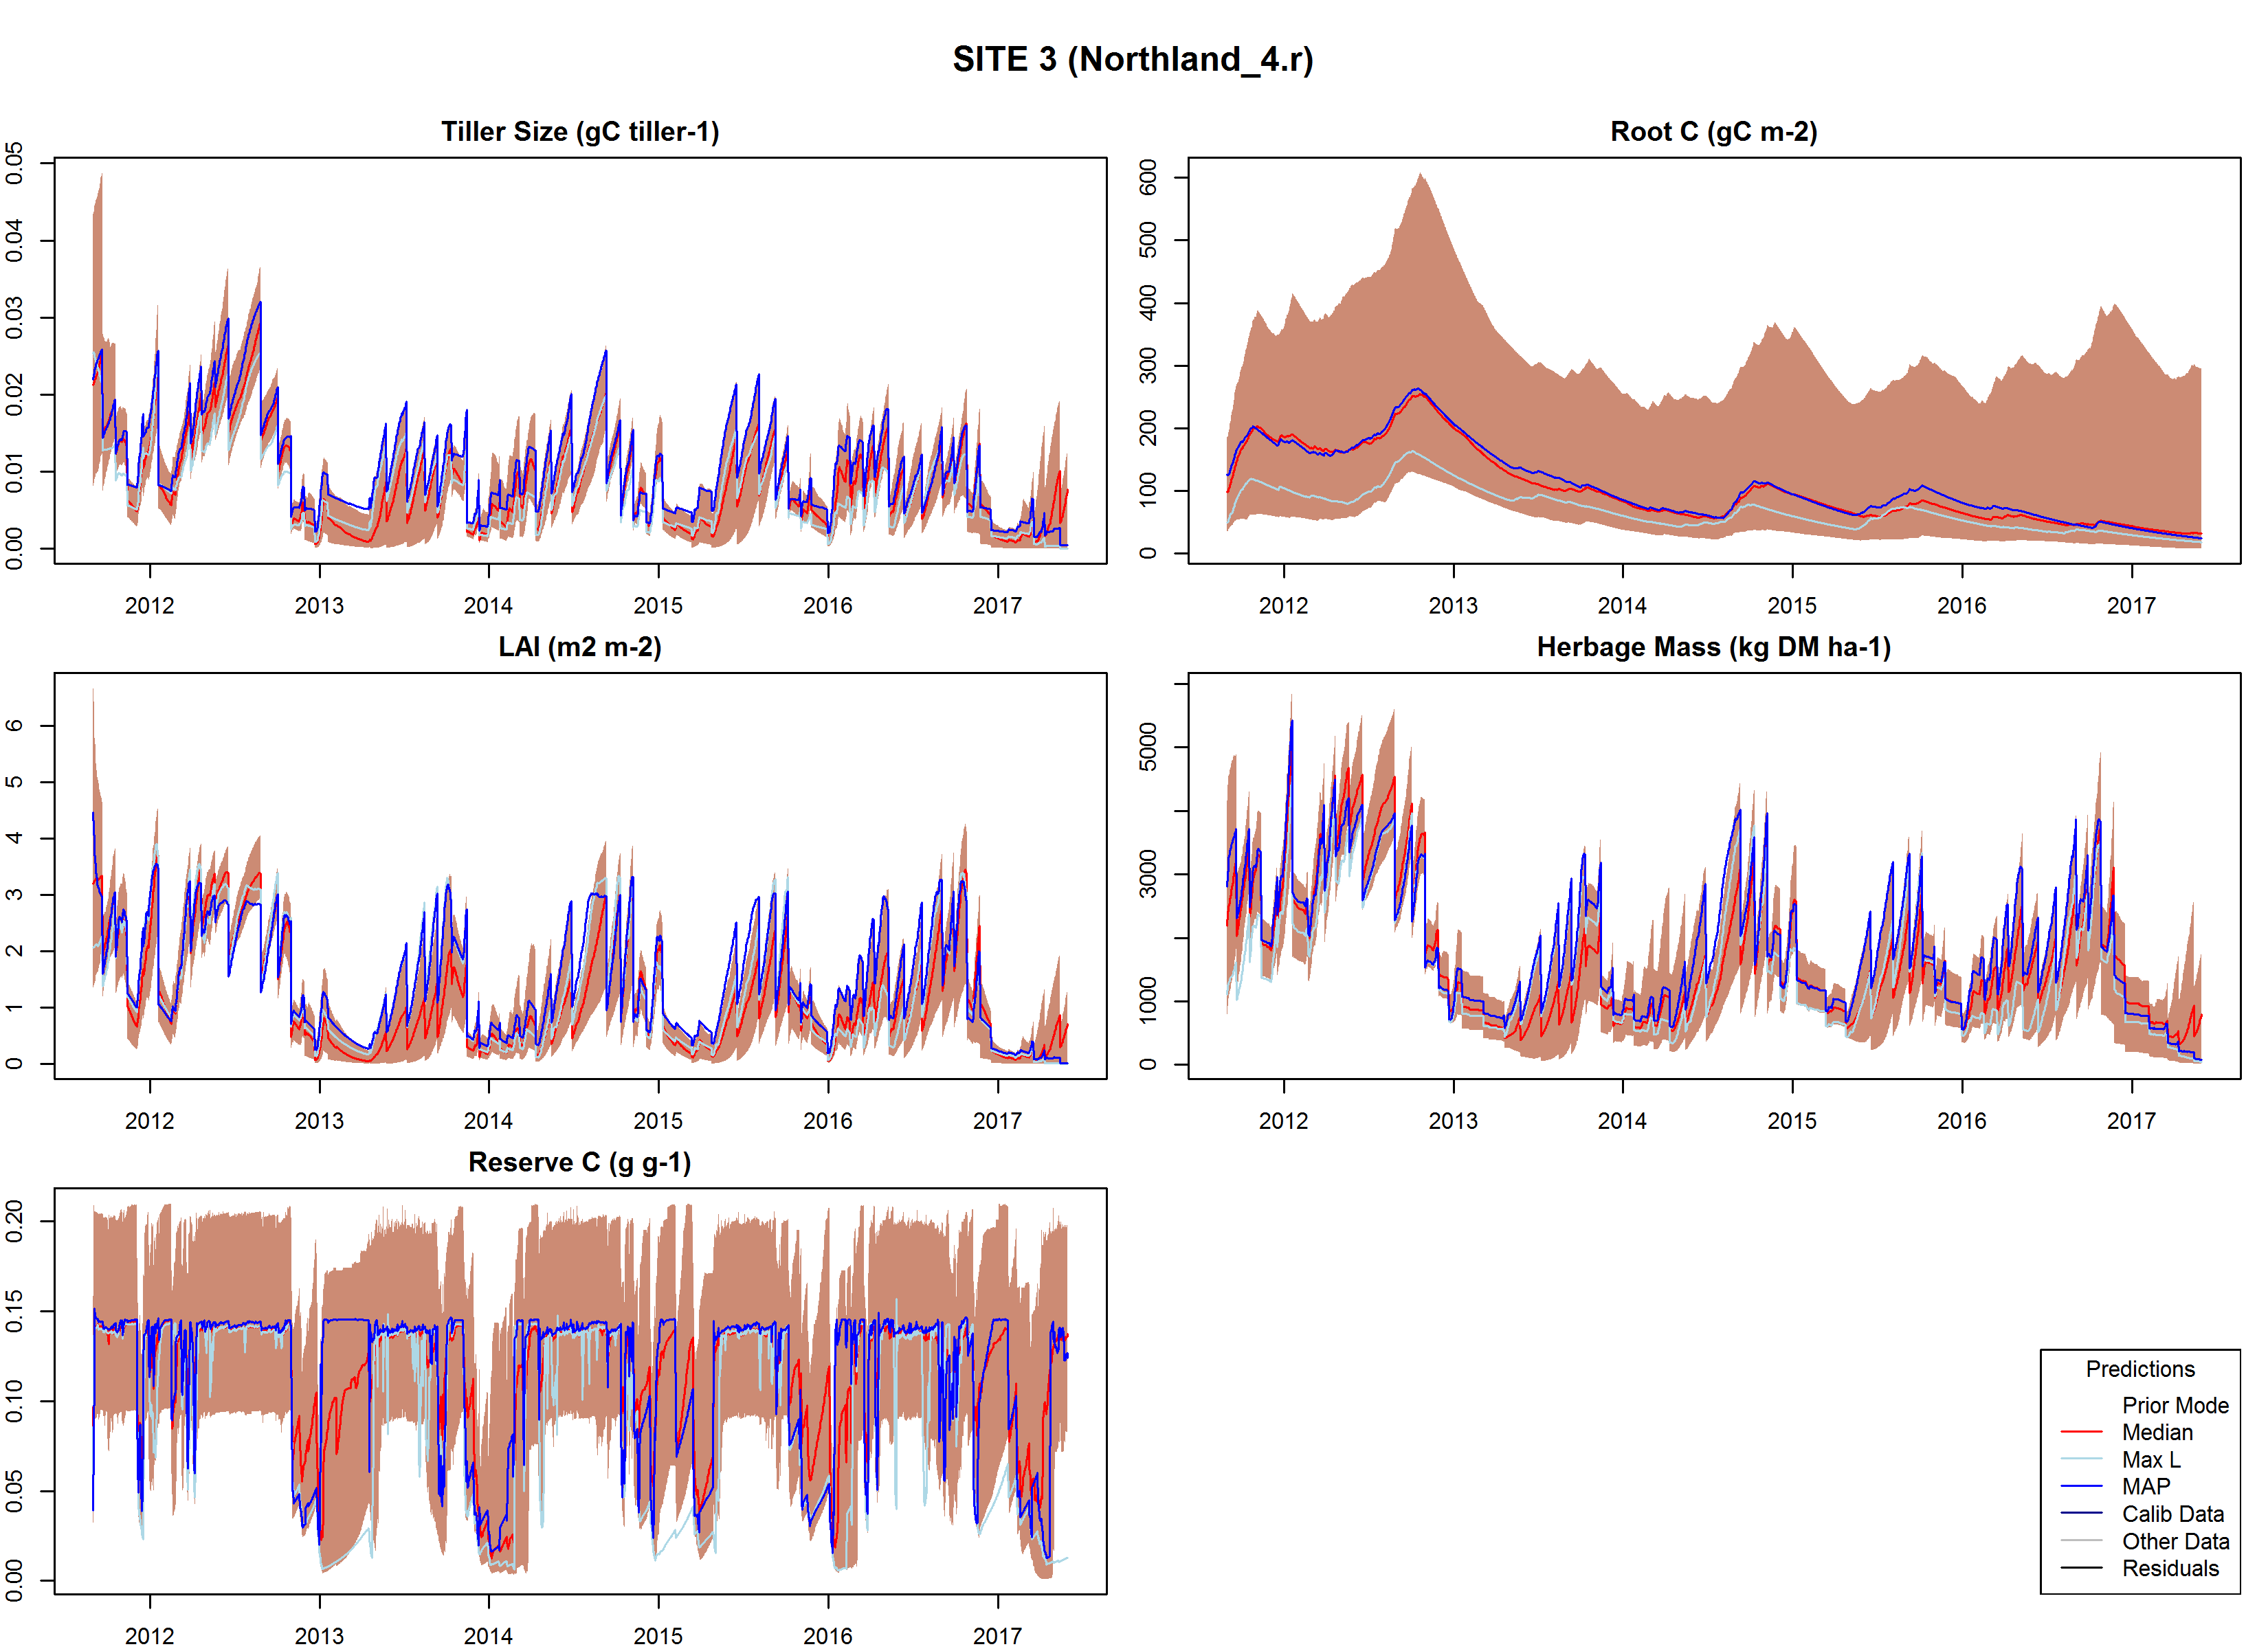 SITE 3 (Northland_4.r)
Tiller Size (gC tiller-1)
0.05
0.04
0.03
0.02
0.01
0.00
2012 2013 2014 2015 2016 2017
Root C (gC m-2)
600
500
400
300
200
100
0
2012 2013 2014 2015 2016 2017
LAI (m2 m-2)
6
5
4
3
2
1
0
2012 2013 2014 2015 2016 2017
Herbage Mass (kg DM ha-1)
5000
3000
1000
0
2012 2013 2014 2015 2016 2017
Reserve C (g g-1)
0.20
0.15
0.10
0.05
0.00
2012 2013 2014 2015 2016 2017
Predictions
Prior Mode
Median
Max L
MAP
Calib Data
Other Data
Residuals